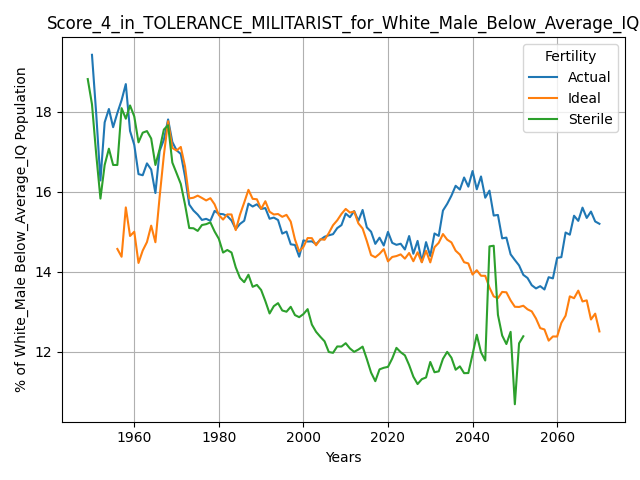 Score_4_in_TOLERANCE_MILITARIST_for_White_Male_Below_Average_IQ
% of White_Male Below_Average_IQ Population
18
16
14
12
Fertility
Actual
Ideal
Sterile
1960
1980
2000
2020
2040
2060
Years